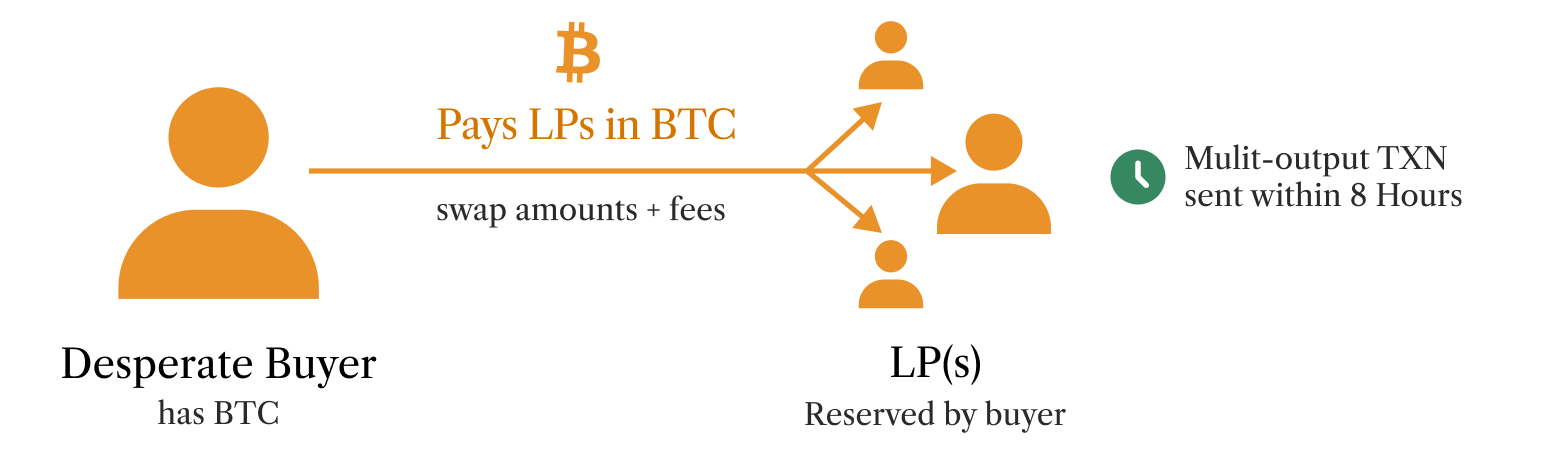 Pays LPs in BTC
swap amounts + fees
Mulit-output TXN
sent within 8 Hours
Desperate Buyer
has BTC
LP(s)
Reserved by buyer